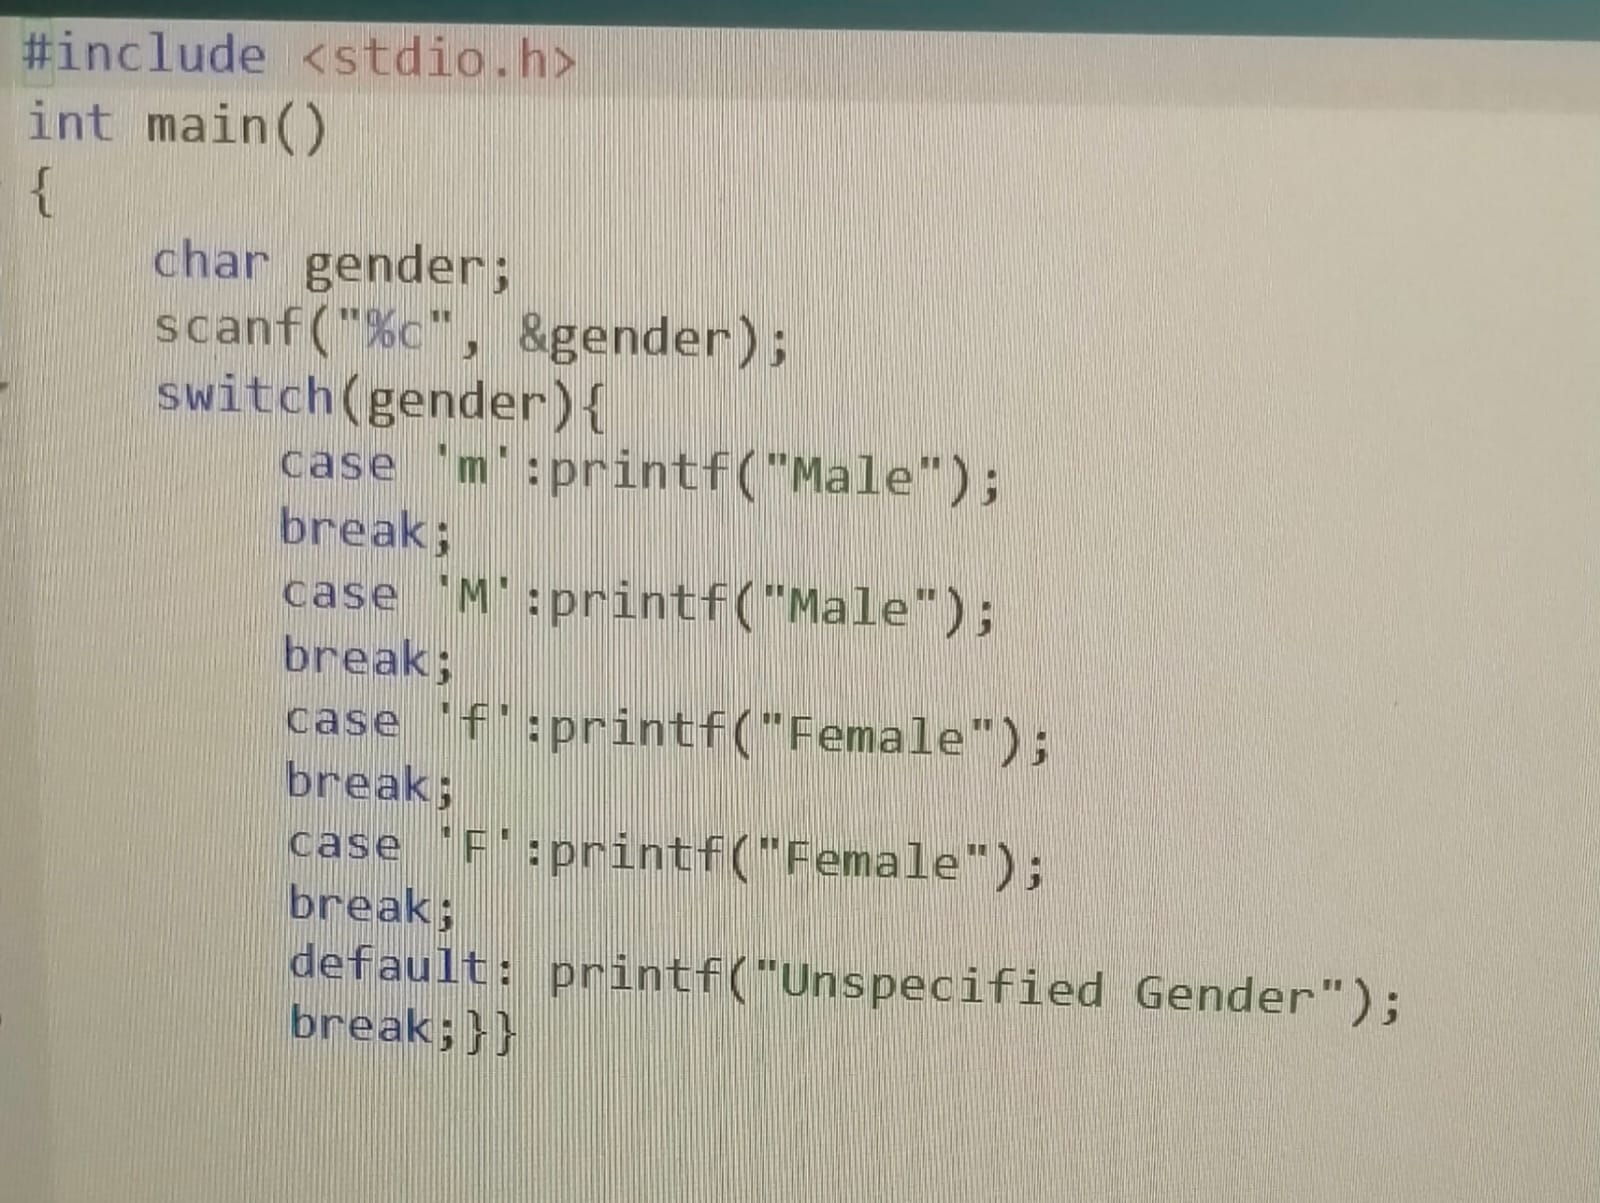 #include <stdio.h>
int main()
{
    char gender;
    scanf("%c", &gender);
    switch(gender){
        case 'm':printf("Male");
        break;
        case 'M':printf("Male");
        break;
        case 'f':printf("Female");
        break;
        case 'F':printf("Female");
        break;
        default: printf("Unspecified Gender");
        break;}}